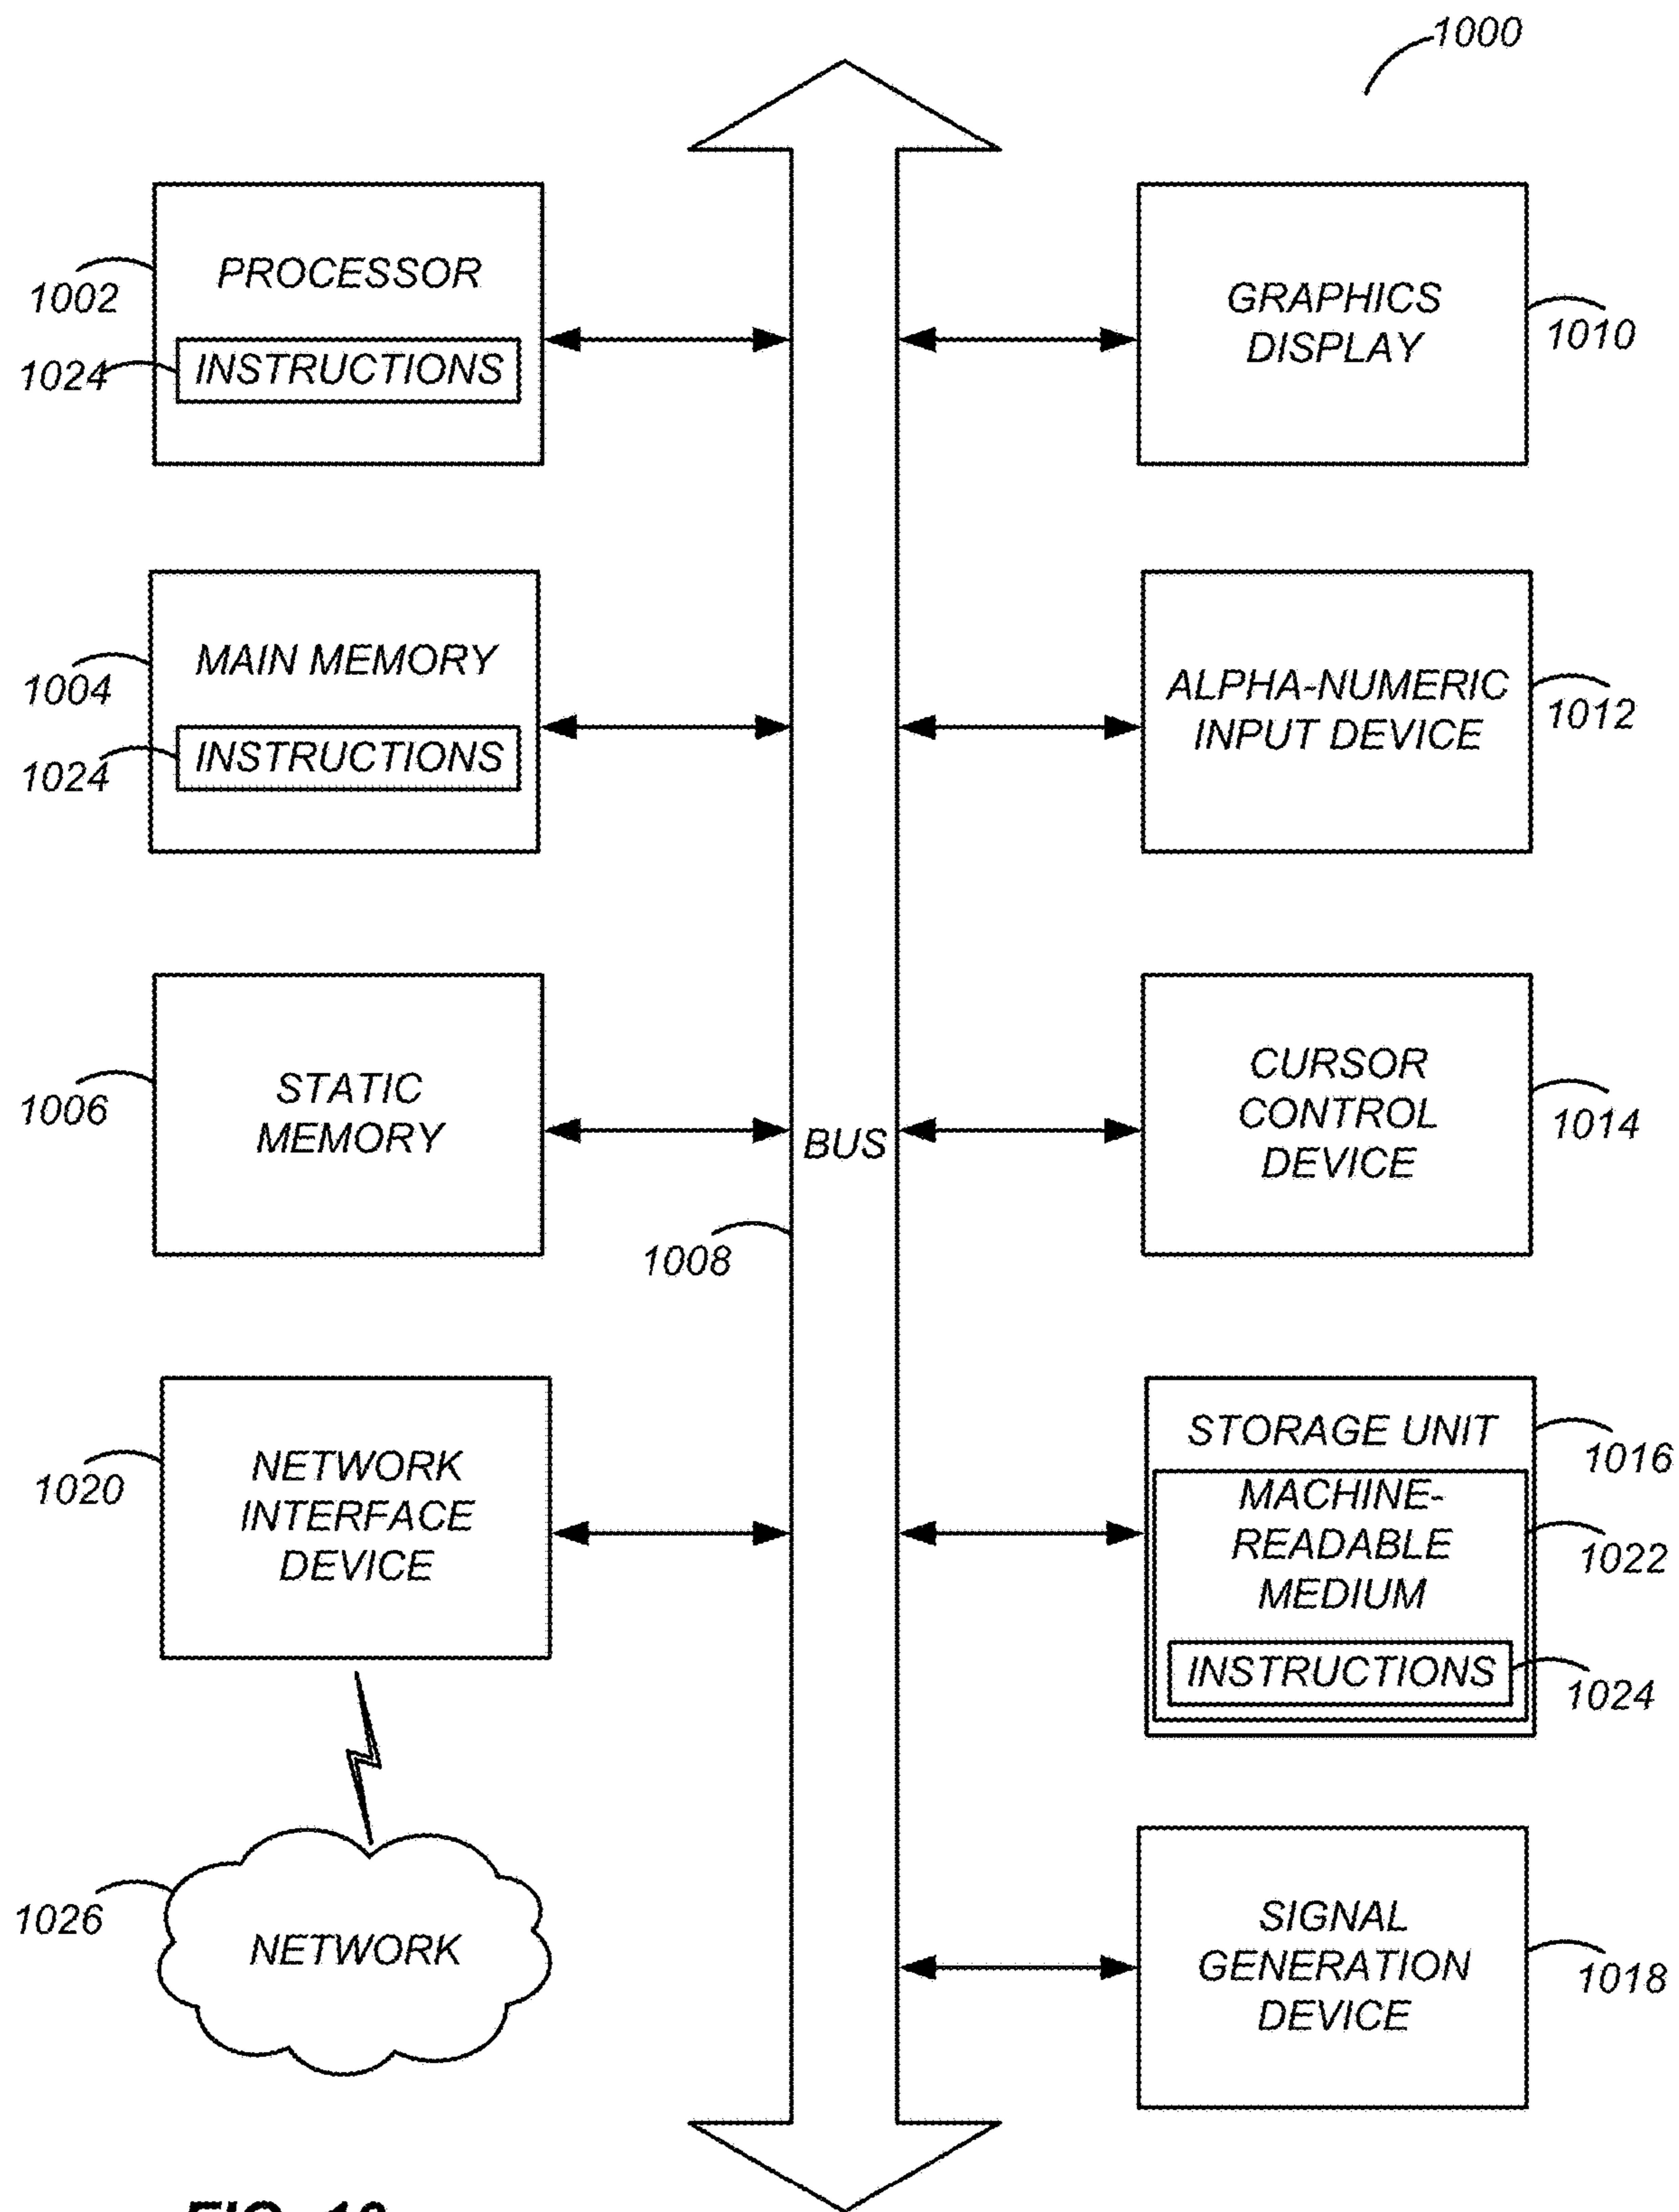 1000
PROCESSOR
1002
1024
INSTRUCTIONS
GRAPHICS
DISPLAY
1010
MAIN MEMORY
1004
1024
INSTRUCTIONS
ALPHA-NUMERIC
INPUT DEVICE
1012
STATIC
MEMORY
1006
BUS
1008
CURSOR
CONTROL
DEVICE
1014
NETWORK
INTERFACE
DEVICE
1020
STORAGE UNIT
1016
MACHINE-
READABLE
MEDIUM
1022
INSTRUCTIONS
1024
1026
NETWORK
SIGNAL
GENERATION
DEVICE
1018
FIG. 10